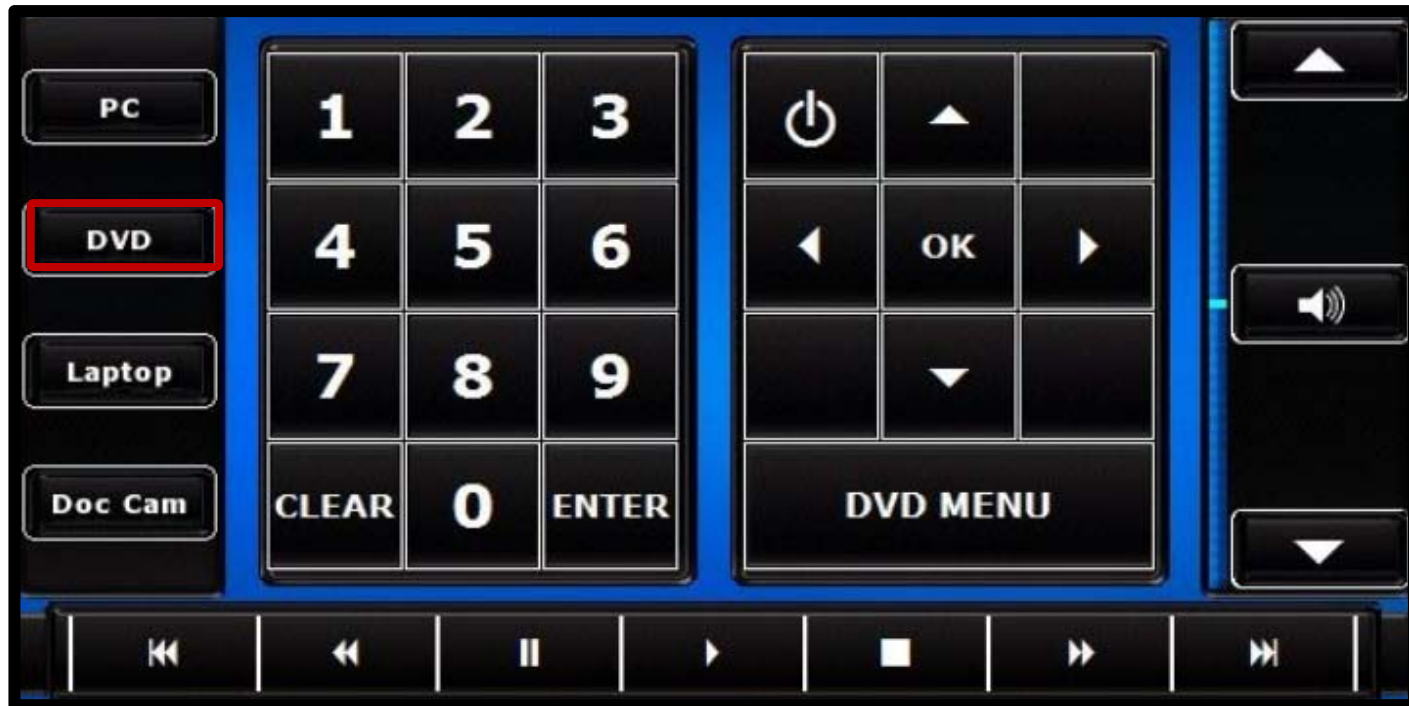 PC
DVD
Laptop
Doc Cam
1 2 3
4 5 6
7 8 9
CLEAR 0 ENTER
OK
DVD MENU